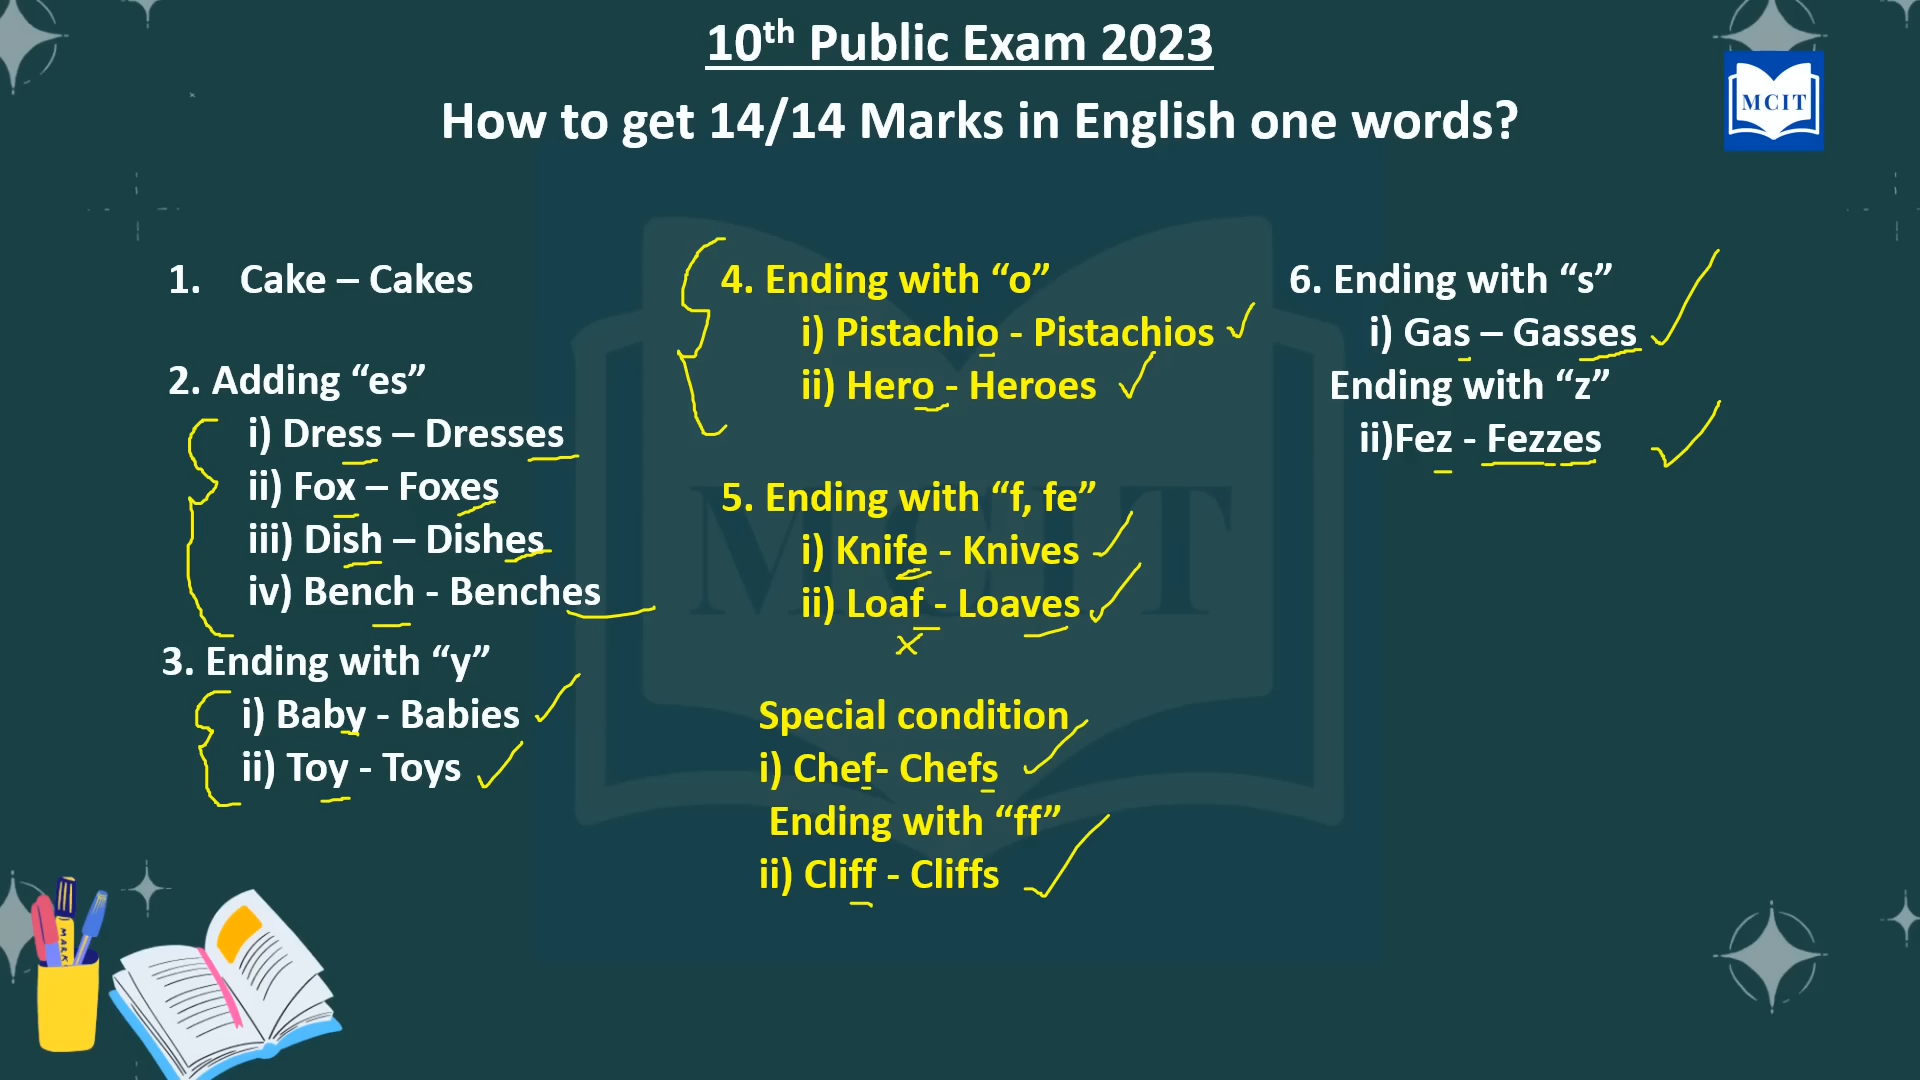 10th Public Exam 2023
How to get 14/14 Marks in English one words?
MCIT
1. Cake – Cakes
2. Adding “es”
i) Dress – Dresses
ii) Fox – Foxes
iii) Dish – Dishes
iv) Bench - Benches
3. Ending with “y”
i) Baby - Babies
ii) Toy - Toys
4. Ending with “o”
i) Pistachio - Pistachios
ii) Hero - Heroes
5. Ending with “f, fe”
i) Knife - Knives
ii) Loaf - Loaves
Special condition
i) Chef- Chefs
Ending with “ff”
ii) Cliff - Cliffs
6. Ending with “s”
i) Gas – Gasses
Ending with “z”
ii)Fez - Fezzes
MCIT
MARK